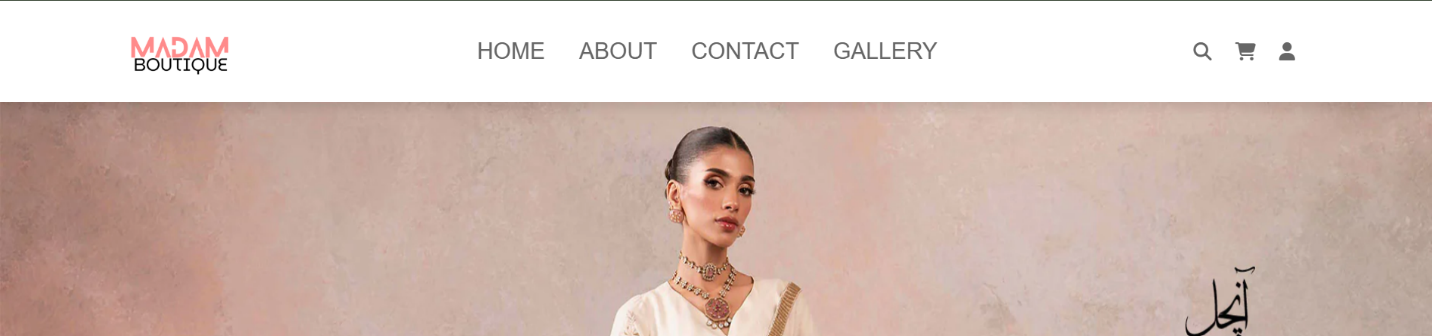 MADAM
BOUTIQUE
HOME ABOUT CONTACT GALLERY
آنچل